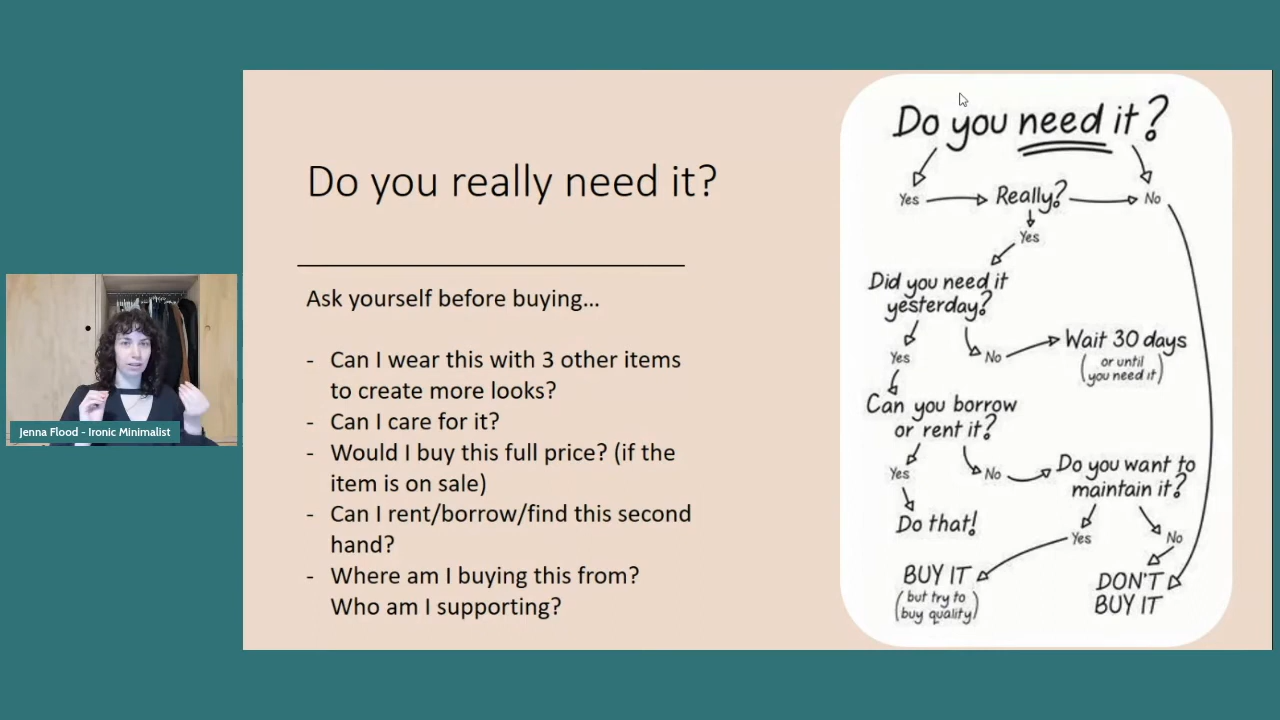 Do you really need it?
Ask yourself before buying...
- Can I wear this with 3 other items
to create more looks?
- Can I care for it?
- Would I buy this full price? (if the
item is on sale)
- Can I rent/borrow/find this second
hand?
- Where am I buying this from?
Who am I supporting?
Do you need it?
Yes
Really?
No
Yes
Did you need it
yesterday?
Yes
No
Wait 30 days
(or until
you need it)
Can you borrow
or rent it?
Yes
No
Do you want to
maintain it?
Do that!
Yes
No
BUY IT
(but try to
buy quality)
DON'T
BUY IT
Jenna Flood - Ironic Minimalist